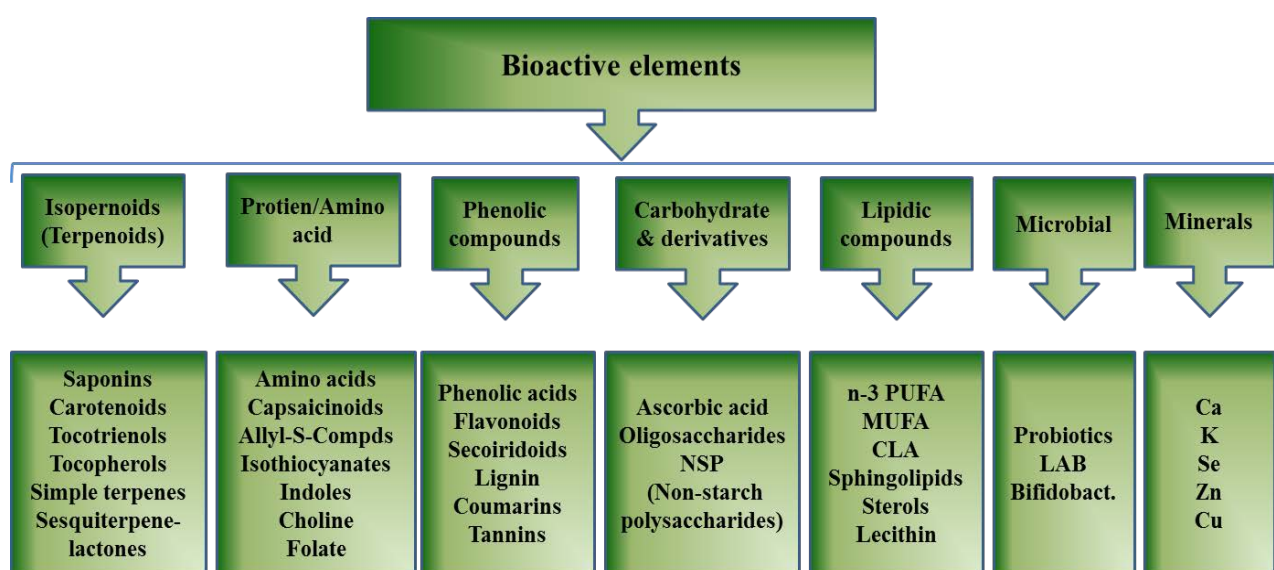 Bioactive elements
Isopernoids
(Terpenoids)
Protien/Amino
acid
Phenolic
compounds
Carbohydrate
& derivatives
Lipidic
compounds
Microbial
Minerals
Saponins
Carotenoids
Tocotrienols
Tocopherols
Simple terpenes
Sesquiterpene-
lactones
Amino acids
Capsaicinoids
Allyl-S-Compds
Isothiocyanates
Indoles
Choline
Folate
Phenolic acids
Flavonoids
Secoiridoids
Lignin
Coumarins
Tannins
Ascorbic acid
Oligosaccharides
NSP
(Non-starch
polysaccharides)
n-3 PUFA
MUFA
CLA
Sphingolipids
Sterols
Lecithin
Probiotics
LAB
Bifidobact.
Ca
K
Se
Zn
Cu